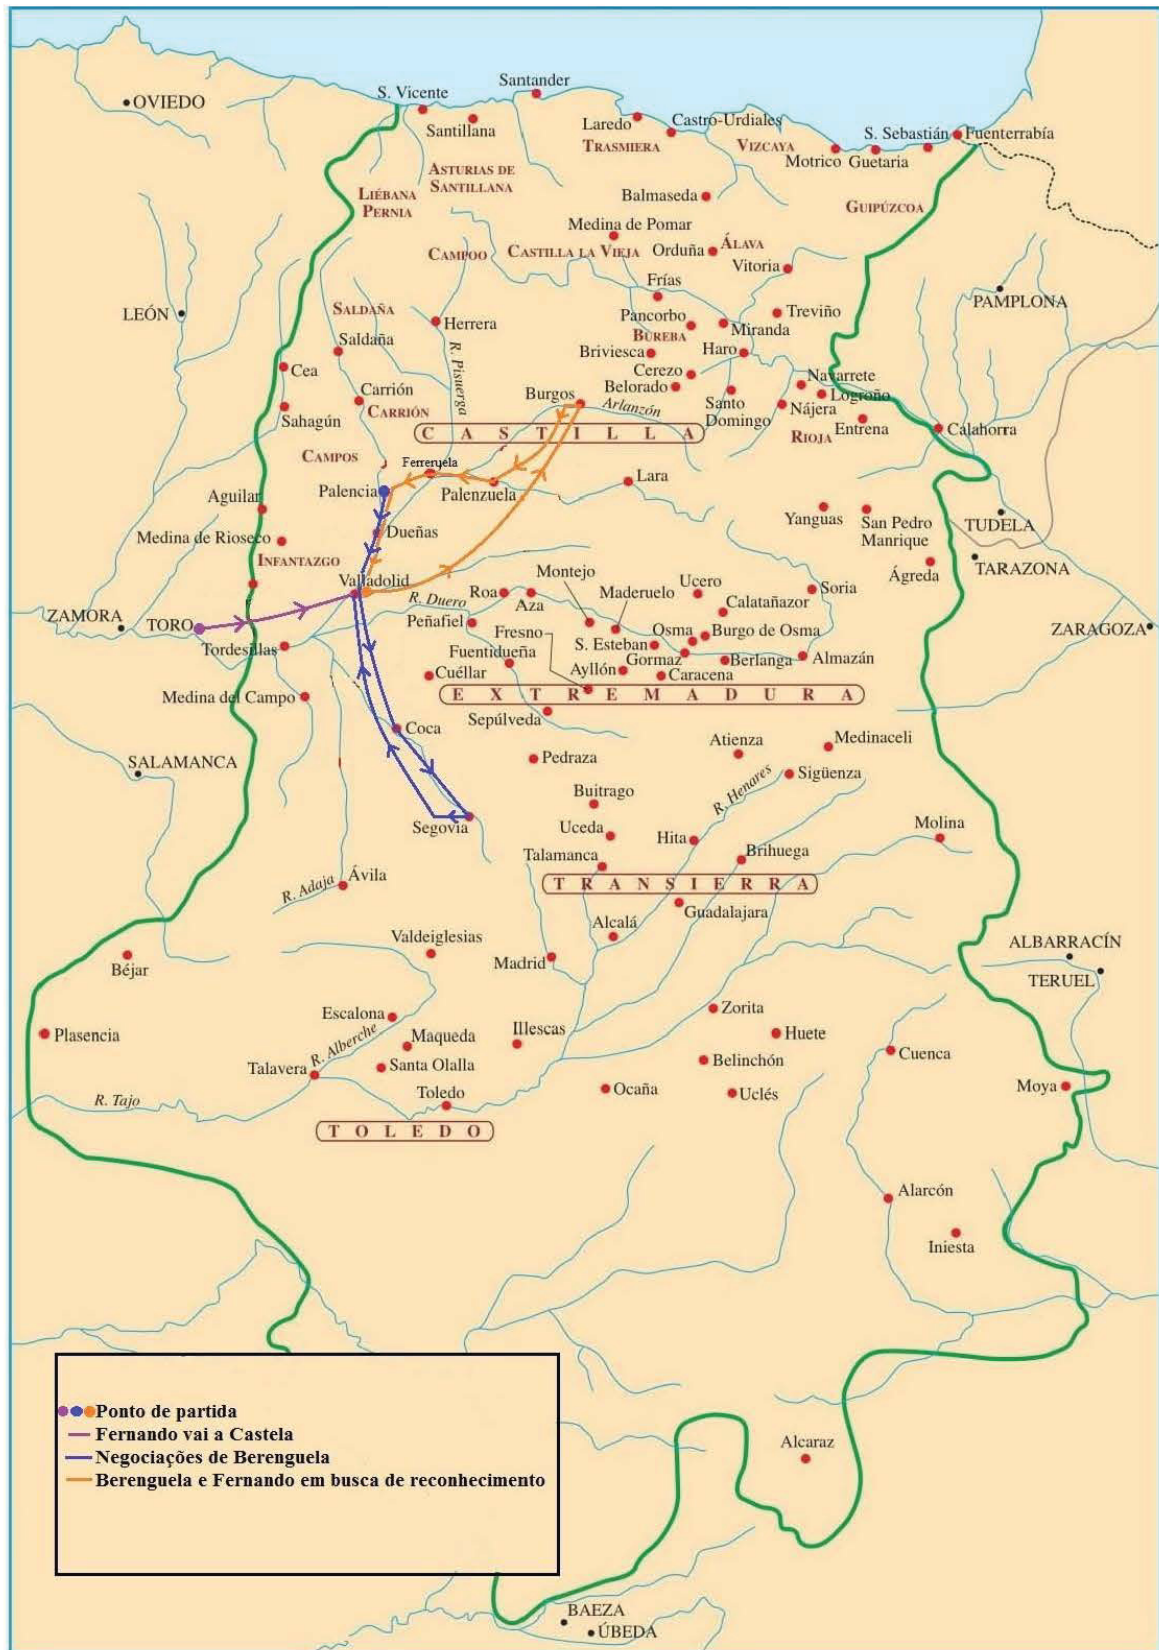 Santander
S. Vicente
OVIEDO
Santillana
Laredo
Castro-Urdiales
TRASMIERA
VIZCAYA
S. Sebastián
Fuenterrabía
Motrico
Guetaria
ASTURIAS DE
SANTILLANA
LIÉBANA
PERNIA
Balmaseda
GUIPÚZCOA
Medina de Pomar
CAMPOO
CASTILLA LA VIEJA
Orduña
ÁLAVA
Vitoria
Frías
PAMPLONA
LEÓN
SALDAÑA
Herrera
Pancorbo
Miranda
Treviño
BUREBA
Saldaña
R. Pisuerga
Briviesca
Haro
Cea
Cerezo
Navarrete
Carrión
Burgos
Belorado
Logroño
CARRIÓN
Arlanzón
Santo
Domingo
Nájera
Sahagún
Entrena
Calahorra
CASTILLA
RIOJA
CAMPOS
Ferreruela
Palencia
Palenzuela
Lara
Aguilar
Yanguas
San Pedro
Manrique
TUDELA
Dueñas
Medina de Rioseco
INFANTAZGO
Ágreda
TARAZONA
Valladolid
Montejo
Ucero
Soria
Roa
Aza
Maderuelo
R. Duero
Calatañazor
ZAMORA
TORO
Peñafiel
Fresno
Osma
Burgo de Osma
ZARAGOZA
Tordesillas
Fuentidueña
S. Esteban
Gormaz
Berlanga
Almazán
Cuéllar
Ayllón
Caracena
Medina del Campo
EXTREMADURA
Sepúlveda
Coca
Atienza
Medinaceli
SALAMANCA
Pedraza
Sigüenza
Buitrago
R. Henares
Segovia
Uceda
Hita
Molina
Talamanca
Brihuega
R. Adaja
Ávila
TRANSIERRA
Guadalajara
Alcalá
Valdeiglesias
ALBARRACÍN
Béjar
Madrid
TERUEL
Zorita
Escalona
Plasencia
Illescas
Huete
Maqueda
Cuenca
R. Alberche
Talavera
Santa Olalla
Belinchón
Moya
Toledo
Ocaña
Uclés
R. Tajo
TOLEDO
Alarcón
Iniesta
Ponto de partida
Fernando vai a Castela
Negociações de Berenguela
Berenguela e Fernando em busca de reconhecimento
Alcaraz
BAEZA
ÚBEDA